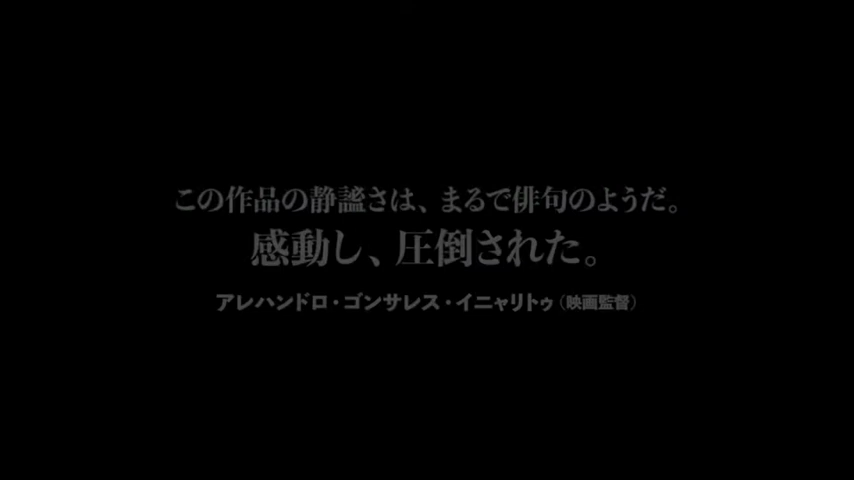 この作品の静謐さは、まるで俳句のようだ。
感動し、圧倒された。
アレハンドロ・ゴンサレス・イニャリトゥ（映画監督）